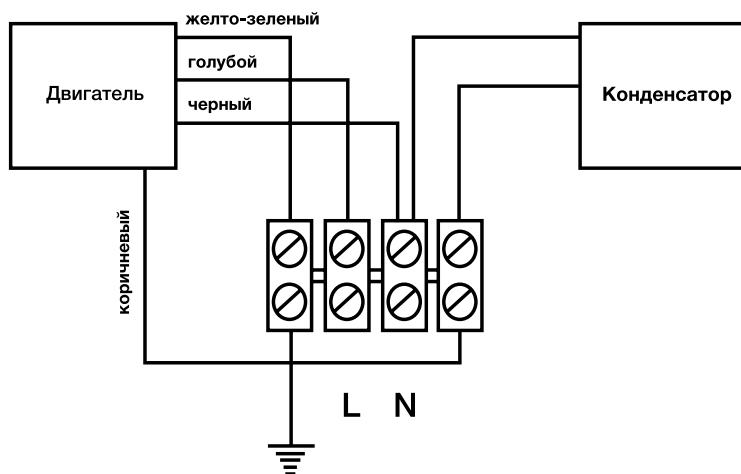 желто-зеленый
голубой
Двигатель
черный
Конденсатор
коричневый
L N